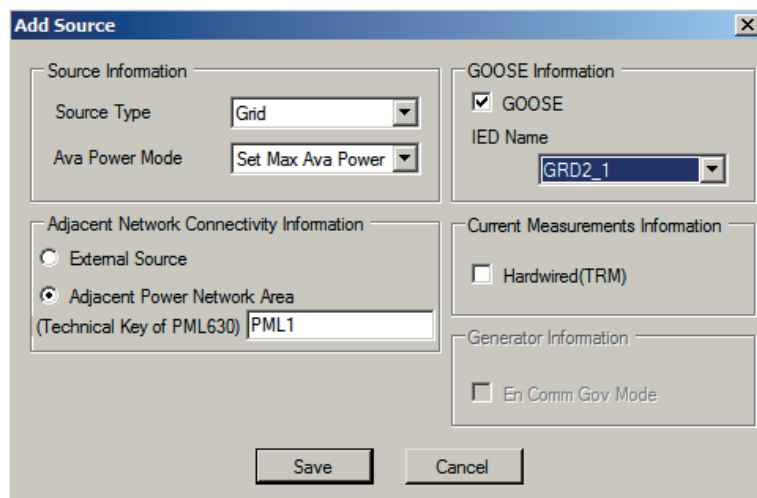 Add Source
Source Information
Source Type
Grid
Ava Power Mode
Set Max Ava Power
Adjacent Network Connectivity Information
External Source
Adjacent Power Network Area
(Technical Key of PML630)
PML1
GOOSE Information
GOOSE
IED Name
GRD2_1
Current Measurements Information
Hardwired(TRM)
Generator Information
En Comm Gov Mode
Save
Cancel